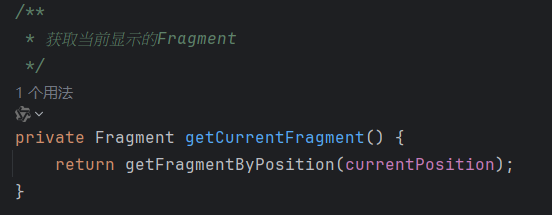 /**
 * 获取当前显示的Fragment
 */
1 个用法
private Fragment getCurrentFragment() {
    return getFragmentByPosition(currentPosition);
}